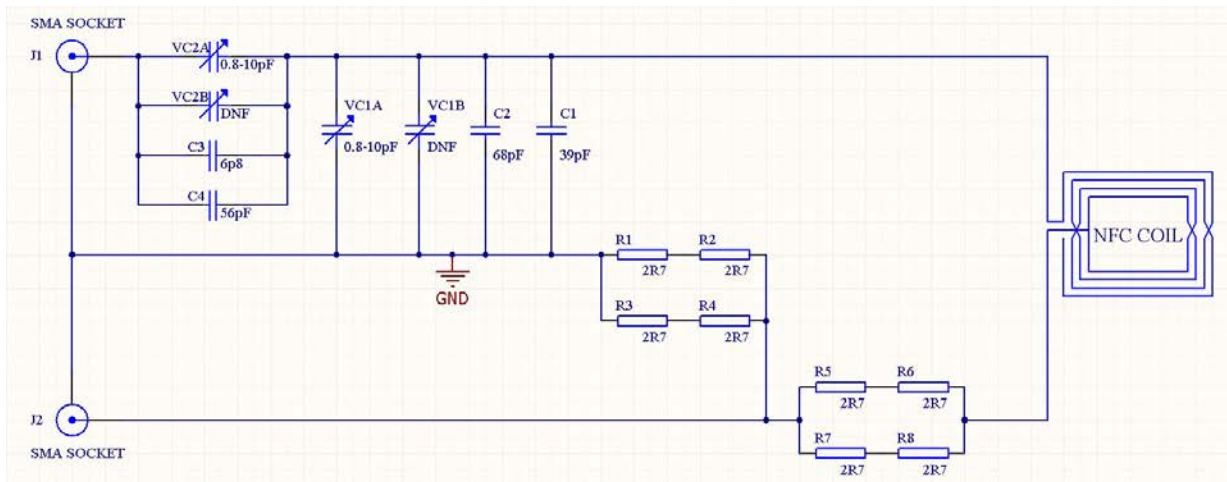 SMA SOCKET
J1
VC2A
0.8-10pF
VC2B
DNF
C3
6p8
C4
56pF
VC1A
0.8-10pF
VC1B
DNF
C2
68pF
C1
39pF
GND
R1
2R7
R2
2R7
R3
2R7
R4
2R7
NFC COIL
R5
2R7
R6
2R7
R7
2R7
R8
2R7
J2
SMA SOCKET